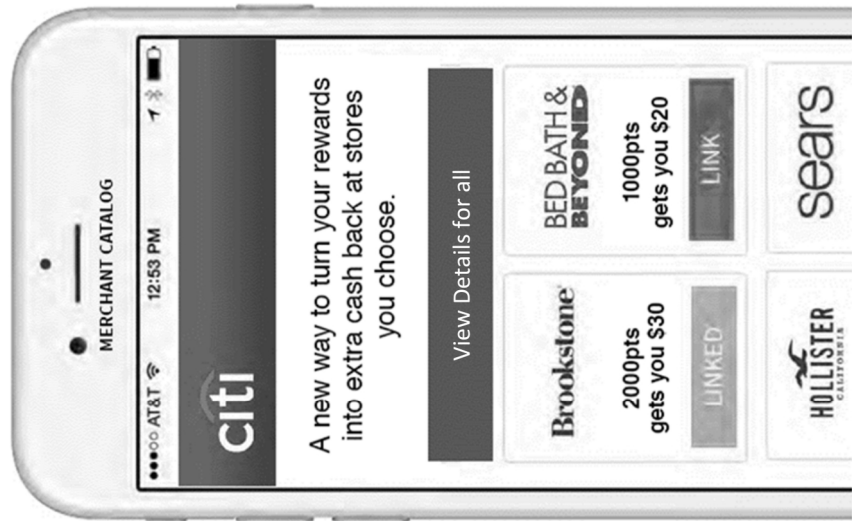 MERCHANT CATALOG
●●●○○ AT&T 12:53 PM
citi
A new way to turn your rewards
into extra cash back at stores
you choose.
View Details for all
Brookstone
2000pts
gets you $30
LINKED
BED BATH &
BEYOND
1000pts
gets you $20
LINK
HOLLISTER
CALIFORNIA
sears